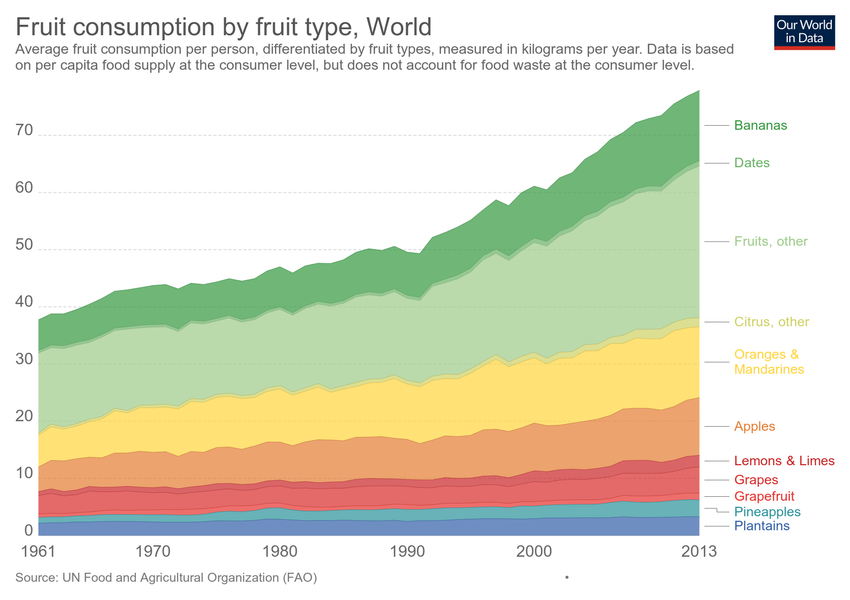 Fruit consumption by fruit type, World
Our World
in Data
Average fruit consumption per person, differentiated by fruit types, measured in kilograms per year. Data is based
on per capita food supply at the consumer level, but does not account for food waste at the consumer level.
70
60
50
40
30
20
10
0
Bananas
Dates
Fruits, other
Citrus, other
Oranges &
Mandarines
Apples
Lemons & Limes
Grapes
Grapefruit
Pineapples
Plantains
1961
1970
1980
1990
2000
2013
Source: UN Food and Agricultural Organization (FAO)